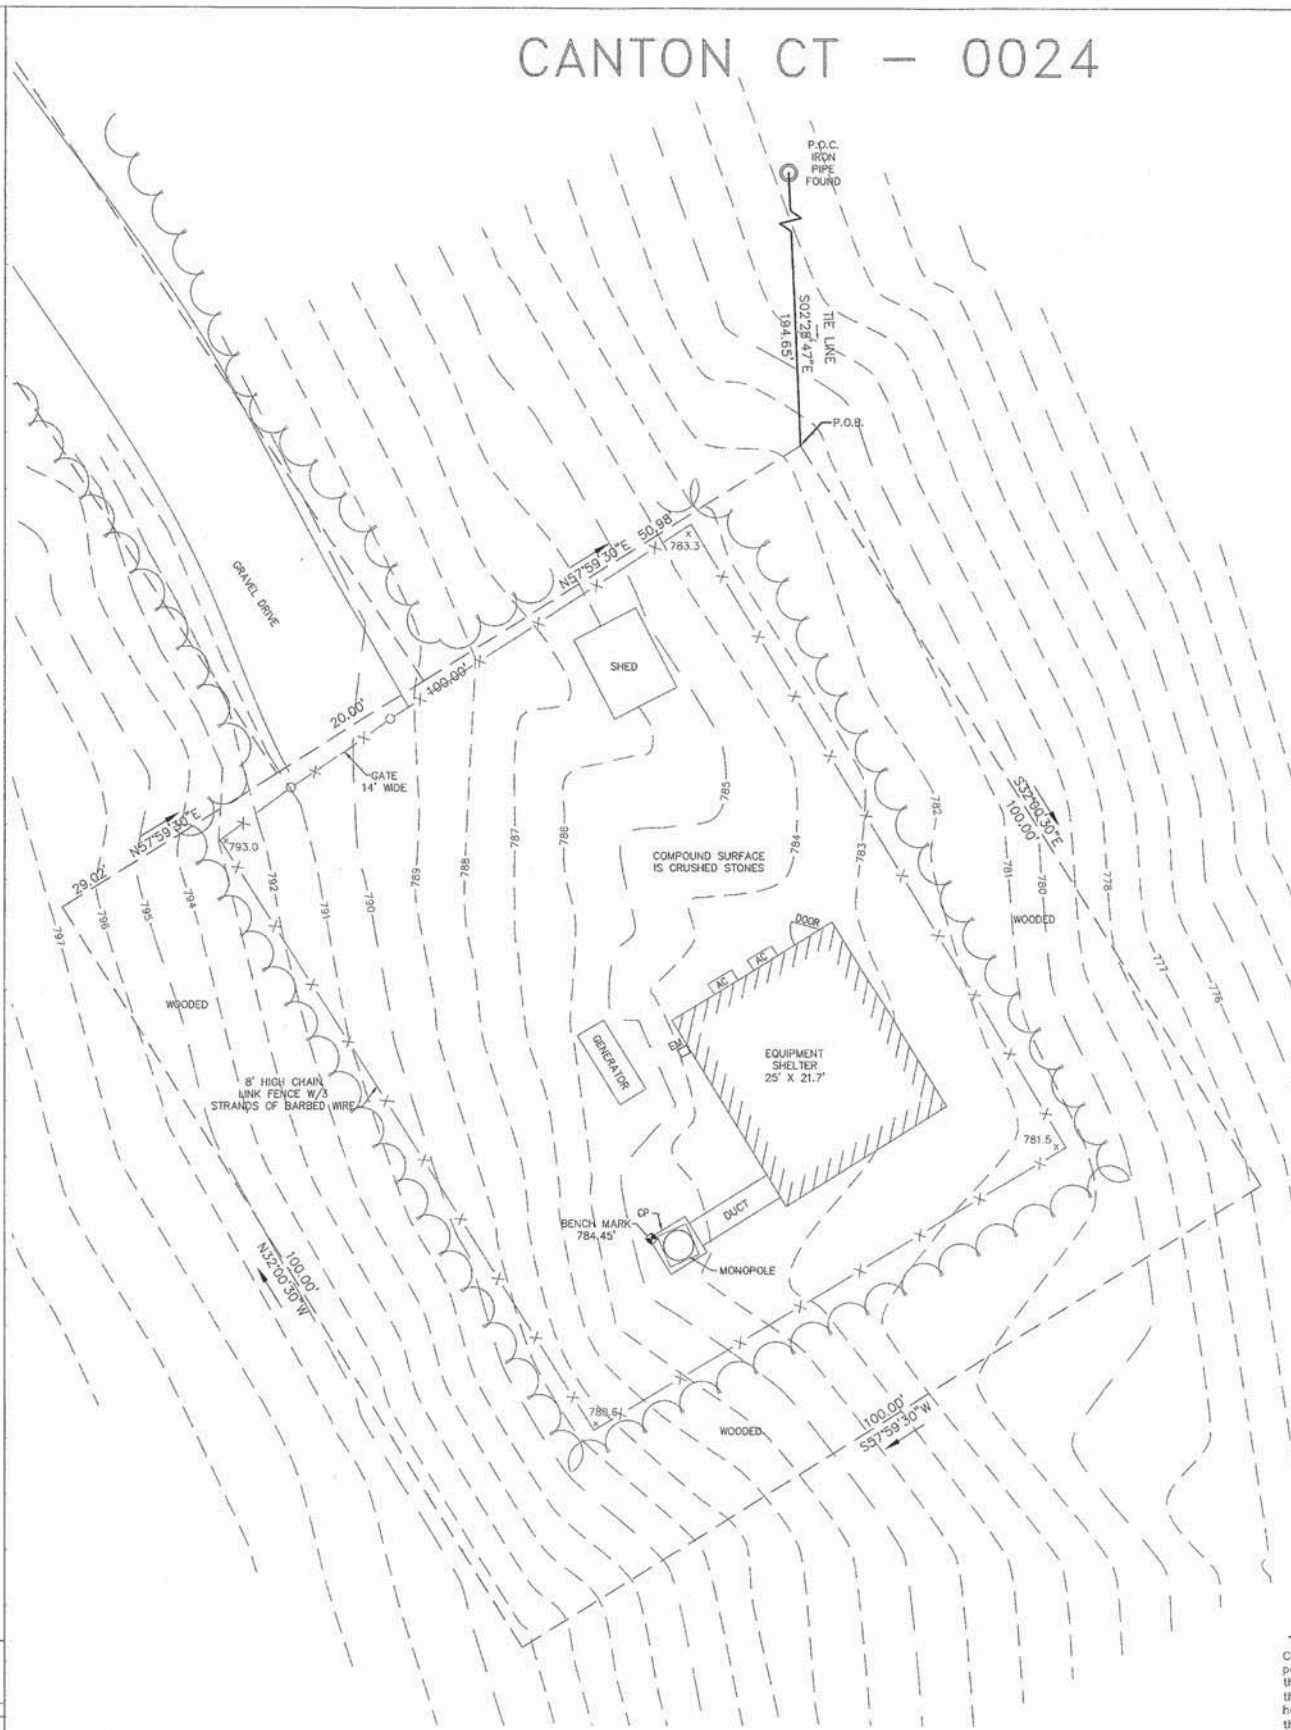 CANTON CT - 0024
P.O.C.
IRON
PIPE
FOUND
TIE LINE
S02°28'47"E
194.65'
P.O.B.
GRAVEL DRIVE
N57°59'30"E 50.98'
783.3
SHED
100.00'
20.00'
GATE
14' WIDE
N57°59'30"E
29.02'
793.0
797
796
795
794
792
791
790
789
788
787
786
785
784
783
782
781
780
778
777
776
S32°00'30"E
100.00'
COMPOUND SURFACE
IS CRUSHED STONES
WOODED
DOOR
AC
AC
WOODED
EM
GENERATOR
EQUIPMENT
SHELTER
25' X 21.7'
8' HIGH CHAIN
LINK FENCE W/3
STRANDS OF BARBED WIRE
781.5
DUCT
CP
BENCH MARK
784.45'
MONOPOLE
100.00'
N32°00'30"W
WOODED
100.00'
S57°59'30"W